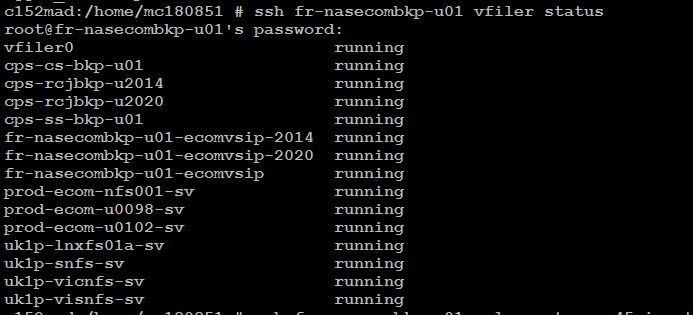 c152mad:/home/mc180851 # ssh fr-nasecombkp-u01 vfiler status
root@fr-nasecombkp-u01's password:
vfiler0 running
cps-cs-bkp-u01 running
cps-rcjbkp-u2014 running
cps-rcjbkp-u2020 running
cps-ss-bkp-u01 running
fr-nasecombkp-u01-ecomvsip-2014 running
fr-nasecombkp-u01-ecomvsip-2020 running
fr-nasecombkp-u01-ecomvsip running
prod-ecom-nfs001-sv running
prod-ecom-u0098-sv running
prod-ecom-u0102-sv running
uk1p-lnxfs01a-sv running
uk1p-snfs-sv running
uk1p-vicnfs-sv running
uk1p-visnfs-sv running